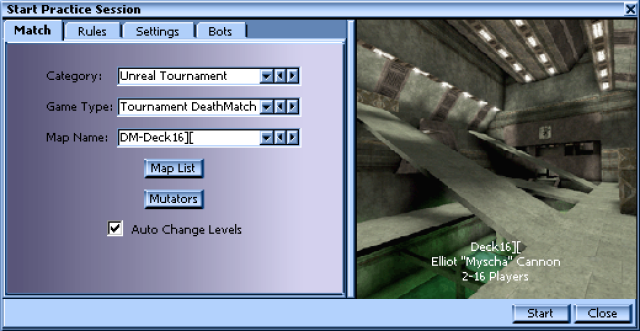 Start Practice Session
Match Rules Settings Bots
Category: Unreal Tournament
Game Type: Tournament DeathMatch
Map Name: DM-Deck16][
Map List
Mutators
Auto Change Levels
Deck16][
Elliot "Myscha" Cannon
2-16 Players
Start Close